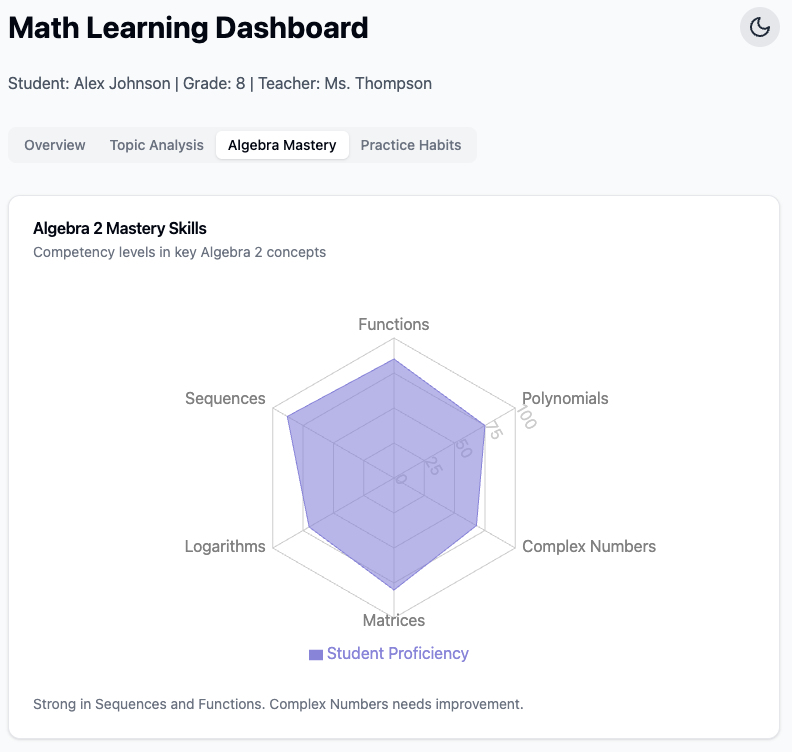 Math Learning Dashboard
Student: Alex Johnson | Grade: 8 | Teacher: Ms. Thompson
Overview Topic Analysis Algebra Mastery Practice Habits
Algebra 2 Mastery Skills
Competency levels in key Algebra 2 concepts
Functions
Sequences
Polynomials
100
75
50
25
0
Logarithms
Complex Numbers
Matrices
Student Proficiency
Strong in Sequences and Functions. Complex Numbers needs improvement.